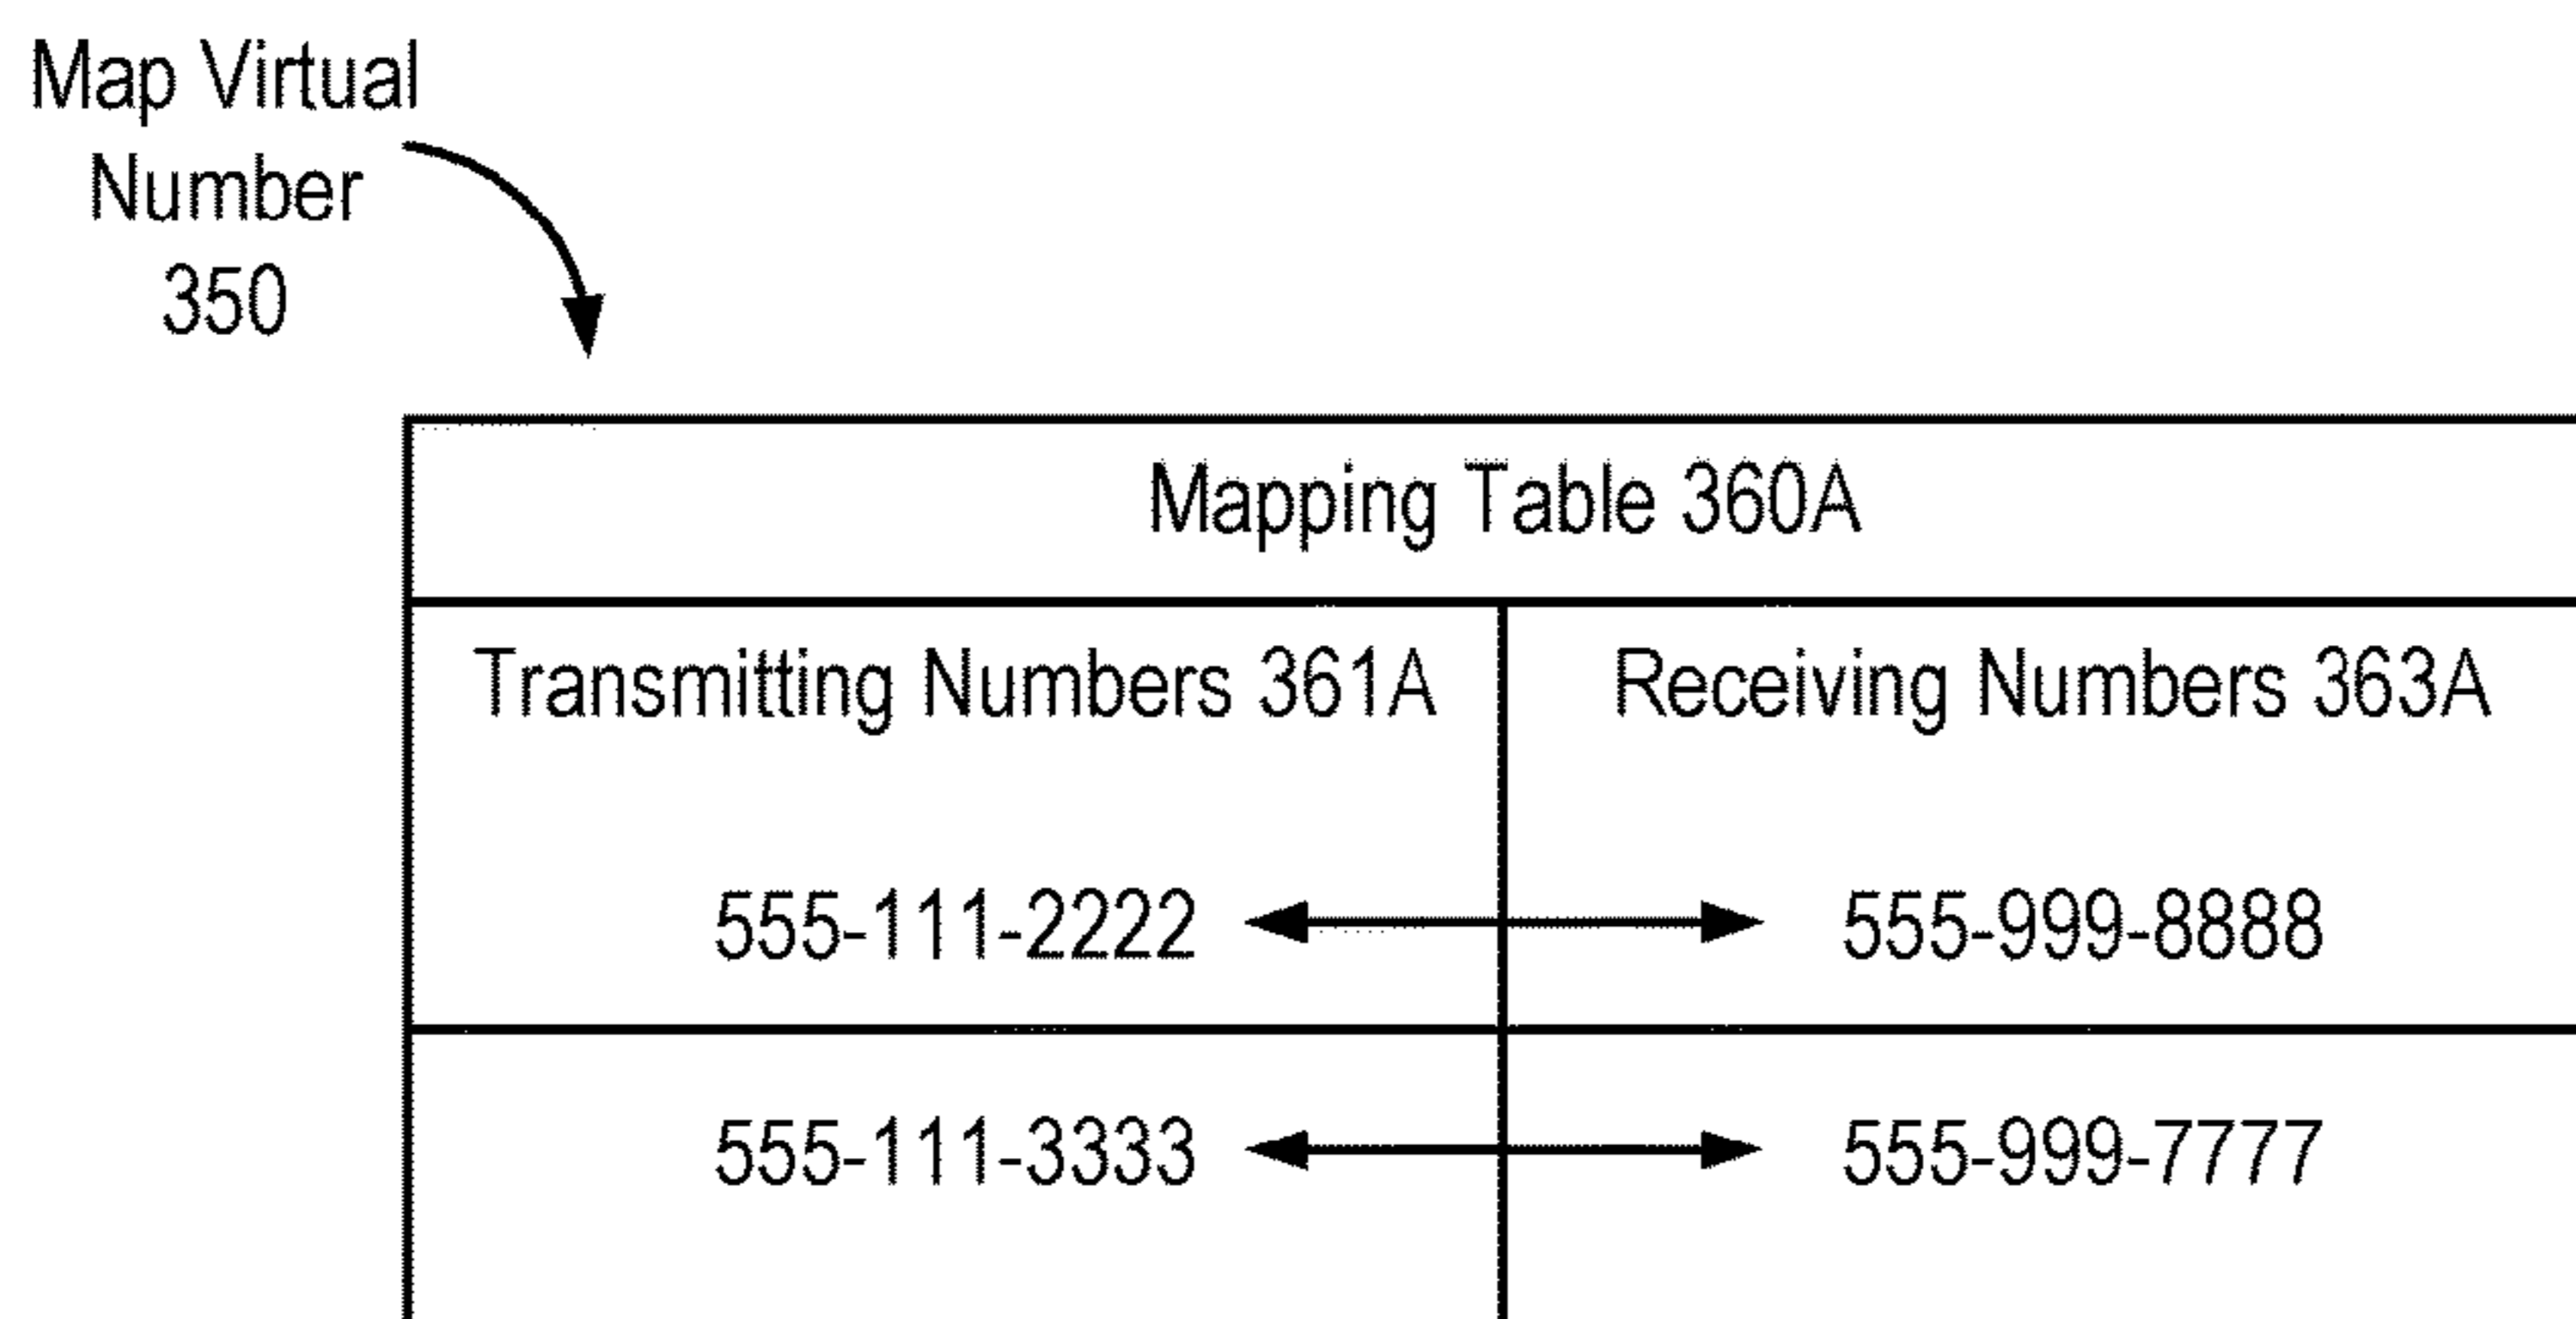 Map Virtual
Number
350
Mapping Table 360A
Transmitting Numbers 361A
Receiving Numbers 363A
555-111-2222
555-999-8888
555-111-3333
555-999-7777